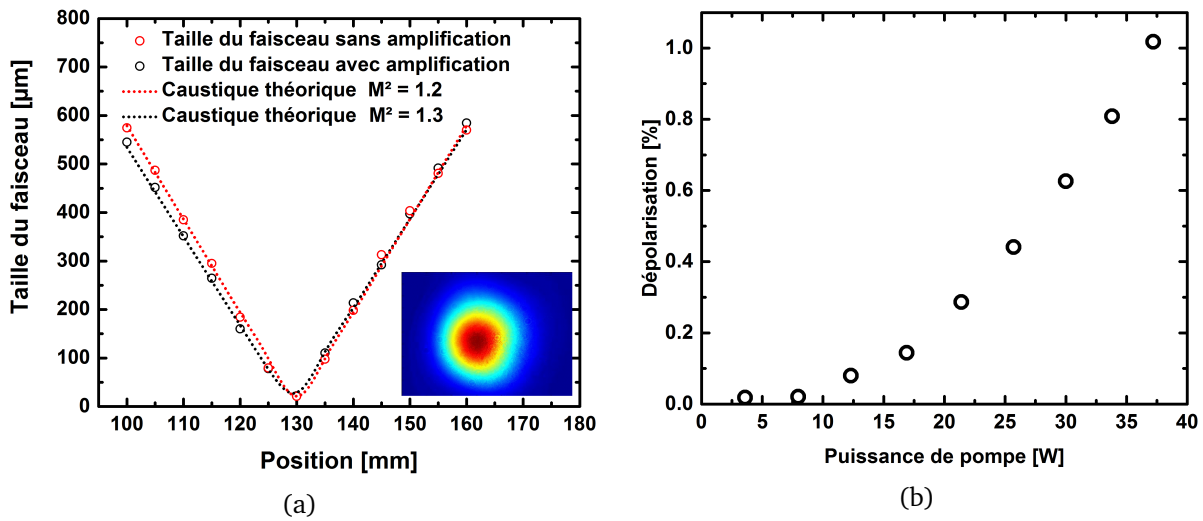 800
700
600
500
400
300
200
100
0
Taille du faisceau [µm]
Taille du faisceau sans amplification
Taille du faisceau avec amplification
Caustique théorique M² = 1.2
Caustique théorique M² = 1.3
100 110 120 130 140 150 160 170 180
Position [mm]
(a)
1.0
0.8
0.6
0.4
0.2
0.0
Dépolarisation [%]
0 5 10 15 20 25 30 35 40
Puissance de pompe [W]
(b)